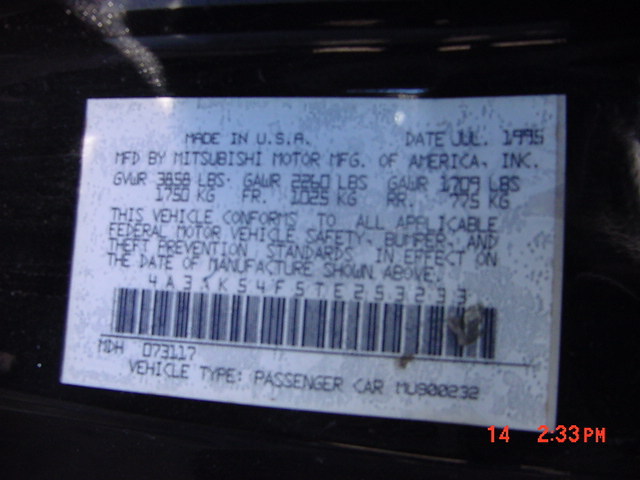 MADE IN U.S.A. DATE JUL. 1995
MFD BY MITSUBISHI MOTOR MFG. OF AMERICA, INC.
GVWR 3858 LBS. GAWR 2260 LBS GAWR 1709 LBS
1750 KG FR. 1025 KG RR. 775 KG
THIS VEHICLE CONFORMS TO ALL APPLICABLE
FEDERAL MOTOR VEHICLE SAFETY, BUMPER, AND
THEFT PREVENTION STANDARDS IN EFFECT ON
THE DATE OF MANUFACTURE SHOWN ABOVE.
4A3AK54F5TE293233
MDH 073117
VEHICLE TYPE: PASSENGER CAR MU900232
14 2:33PM